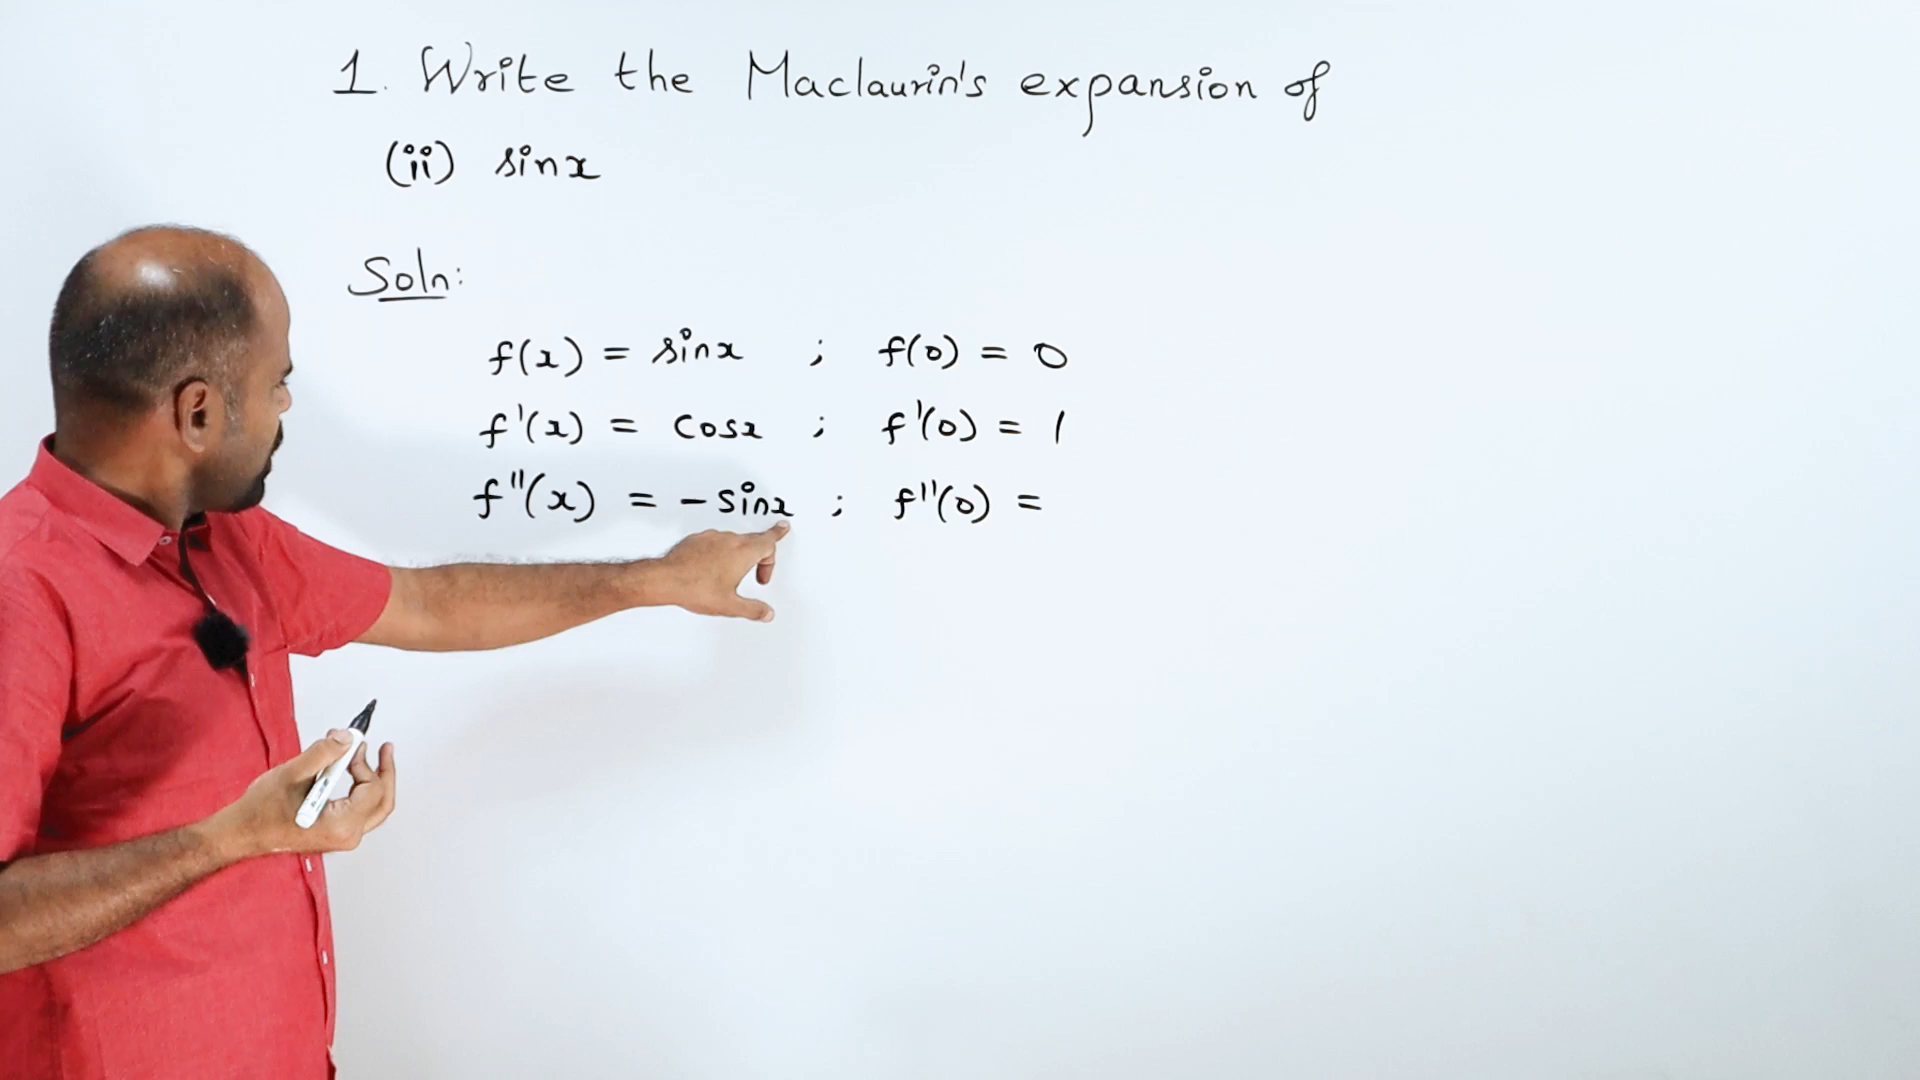 1. Write the Maclaurin's expansion of
(ii) sinx
Soln:
f(x) = sinx ; f(0) = 0
f'(x) = cosx ; f'(0) = 1
f''(x) = -sinx ; f''(0) =